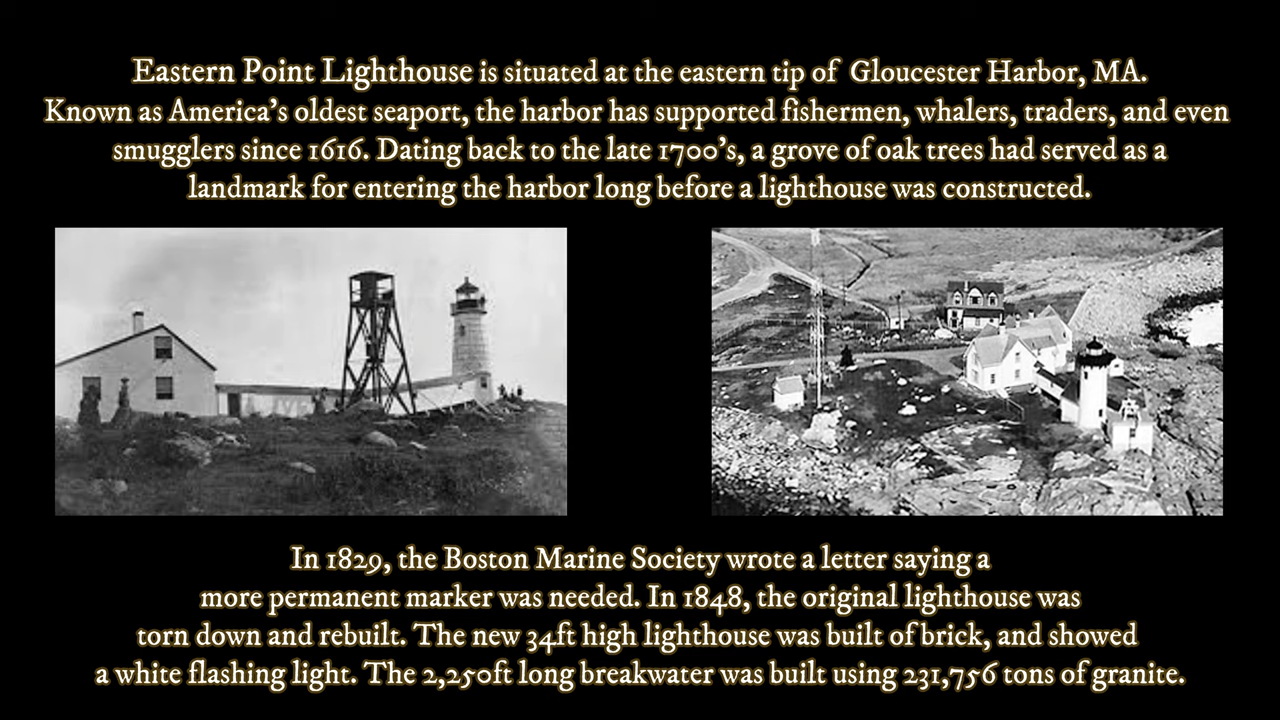 Eastern Point Lighthouse is situated at the eastern tip of Gloucester Harbor, MA.
Known as America's oldest seaport, the harbor has supported fishermen, whalers, traders, and even
smugglers since 1616. Dating back to the late 1700's, a grove of oak trees had served as a
landmark for entering the harbor long before a lighthouse was constructed.
In 1829, the Boston Marine Society wrote a letter saying a
more permanent marker was needed. In 1848, the original lighthouse was
torn down and rebuilt. The new 34ft high lighthouse was built of brick, and showed
a white flashing light. The 2,250ft long breakwater was built using 231,756 tons of granite.